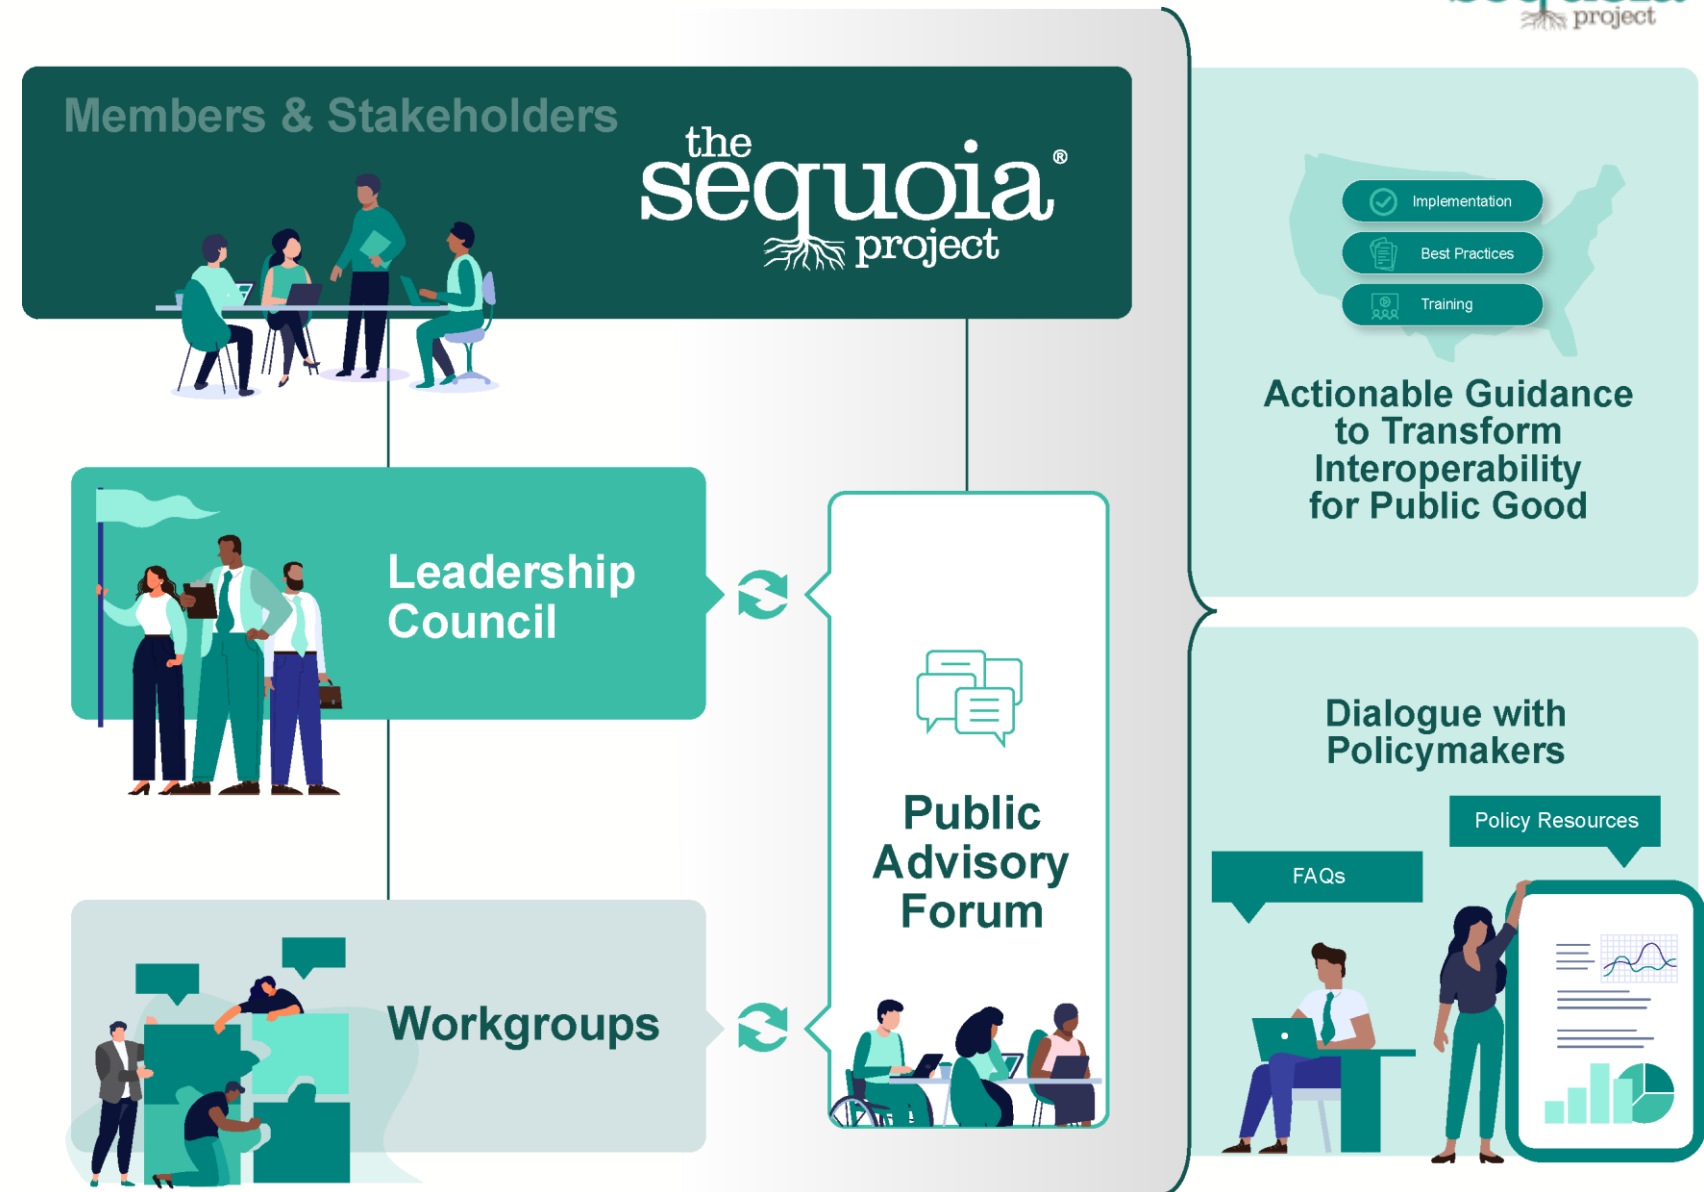 Members & Stakeholders
the
sequoia®
project
Leadership
Council
Workgroups
Public
Advisory
Forum
project
Implementation
Best Practices
Training
Actionable Guidance
to Transform
Interoperability
for Public Good
Dialogue with
Policymakers
Policy Resources
FAQs